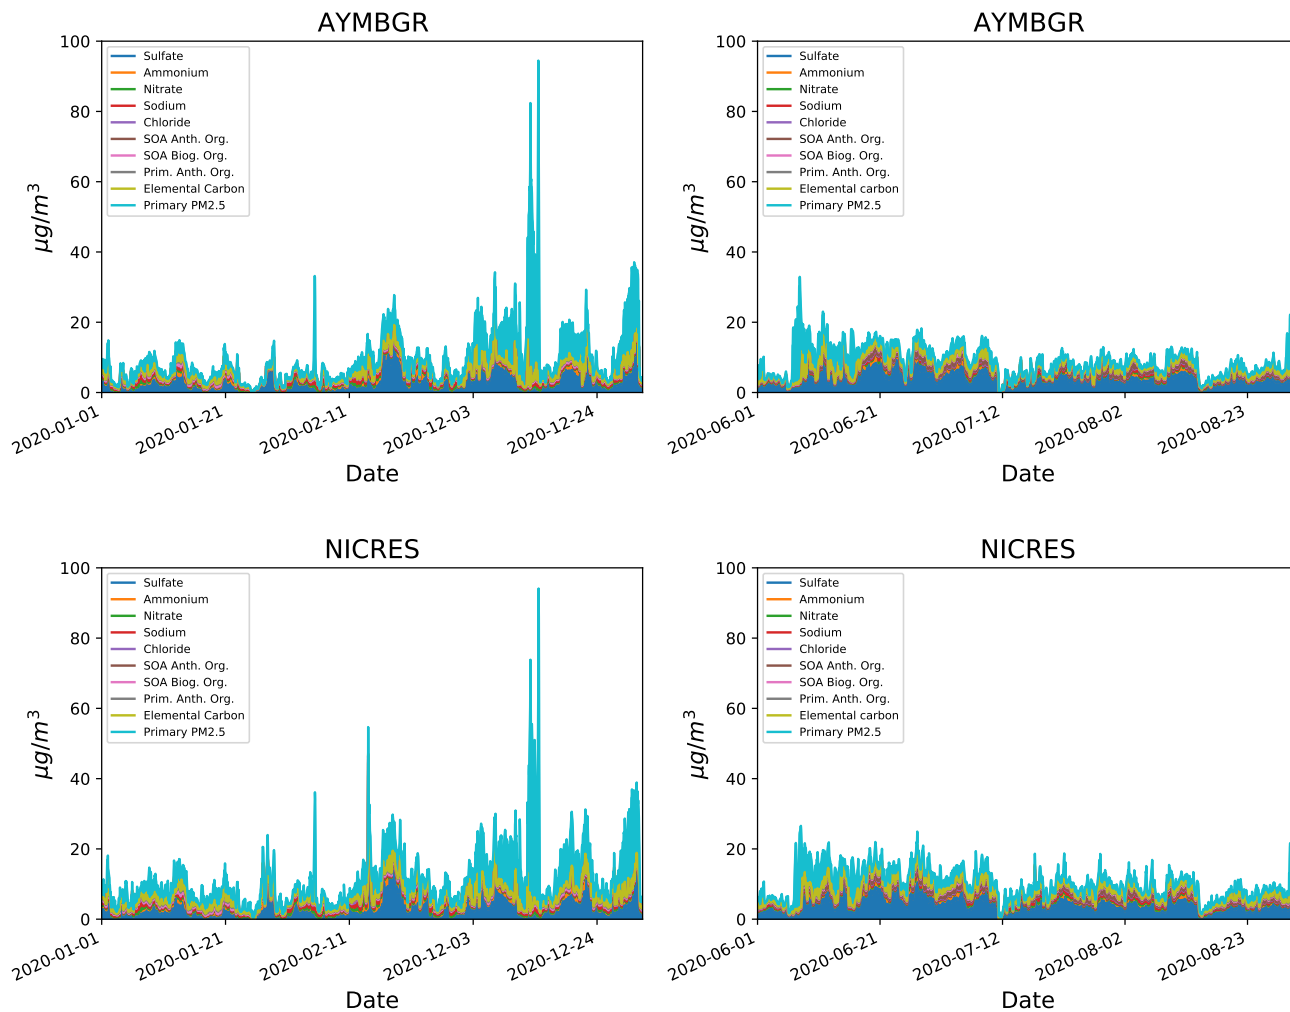 AYMBGR
100
80
60
40
20
0
μg/m³
Sulfate
Ammonium
Nitrate
Sodium
Chloride
SOA Anth. Org.
SOA Biog. Org.
Prim. Anth. Org.
Elemental Carbon
Primary PM2.5
2020-01-01
2020-01-21
2020-02-11
2020-12-03
2020-12-24
Date
AYMBGR
100
80
60
40
20
0
μg/m³
Sulfate
Ammonium
Nitrate
Sodium
Chloride
SOA Anth. Org.
SOA Biog. Org.
Prim. Anth. Org.
Elemental carbon
Primary PM2.5
2020-06-01
2020-06-21
2020-07-12
2020-08-02
2020-08-23
Date
NICRES
100
80
60
40
20
0
μg/m³
Sulfate
Ammonium
Nitrate
Sodium
Chloride
SOA Anth. Org.
SOA Biog. Org.
Prim. Anth. Org.
Elemental Carbon
Primary PM2.5
2020-01-01
2020-01-21
2020-02-11
2020-12-03
2020-12-24
Date
NICRES
100
80
60
40
20
0
μg/m³
Sulfate
Ammonium
Nitrate
Sodium
Chloride
SOA Anth. Org.
SOA Biog. Org.
Prim. Anth. Org.
Elemental carbon
Primary PM2.5
2020-06-01
2020-06-21
2020-07-12
2020-08-02
2020-08-23
Date